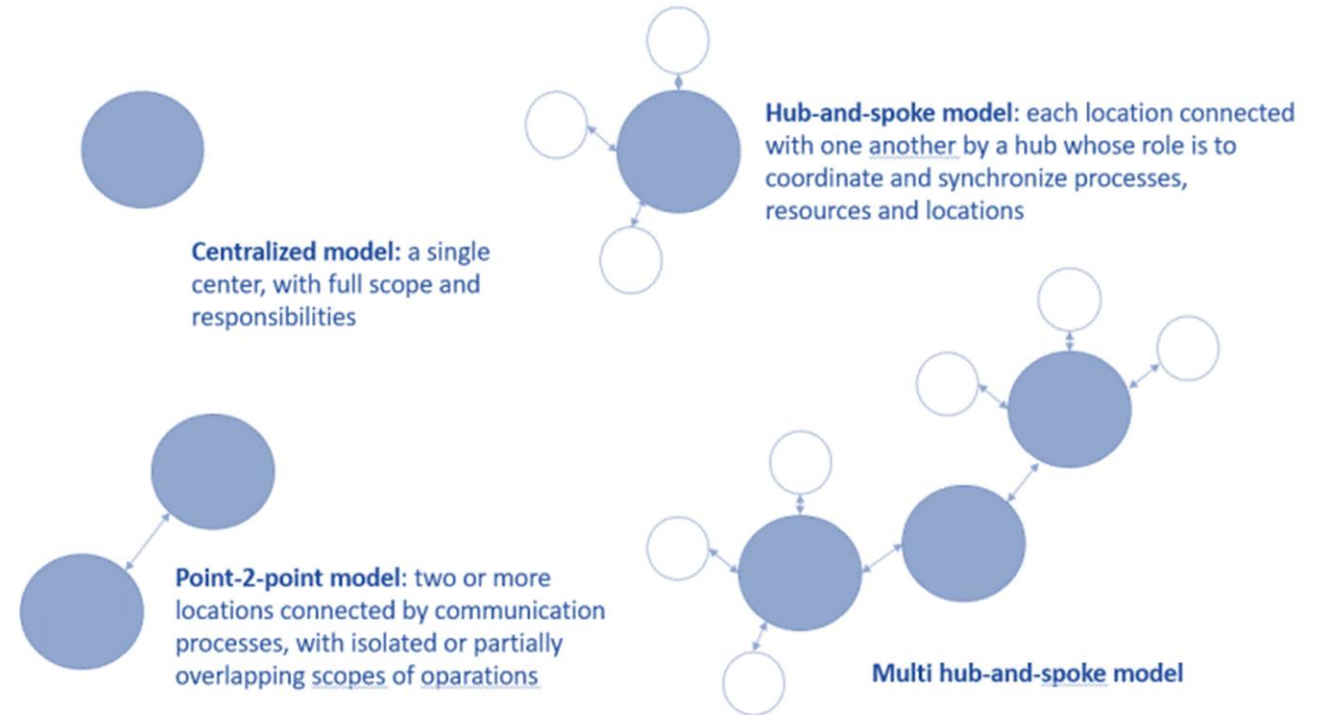 Hub-and-spoke model: each location connected
with one another by a hub whose role is to
coordinate and synchronize processes,
resources and locations
Centralized model: a single
center, with full scope and
responsibilities
Point-2-point model: two or more
locations connected by communication
processes, with isolated or partially
overlapping scopes of oparations
Multi hub-and-spoke model